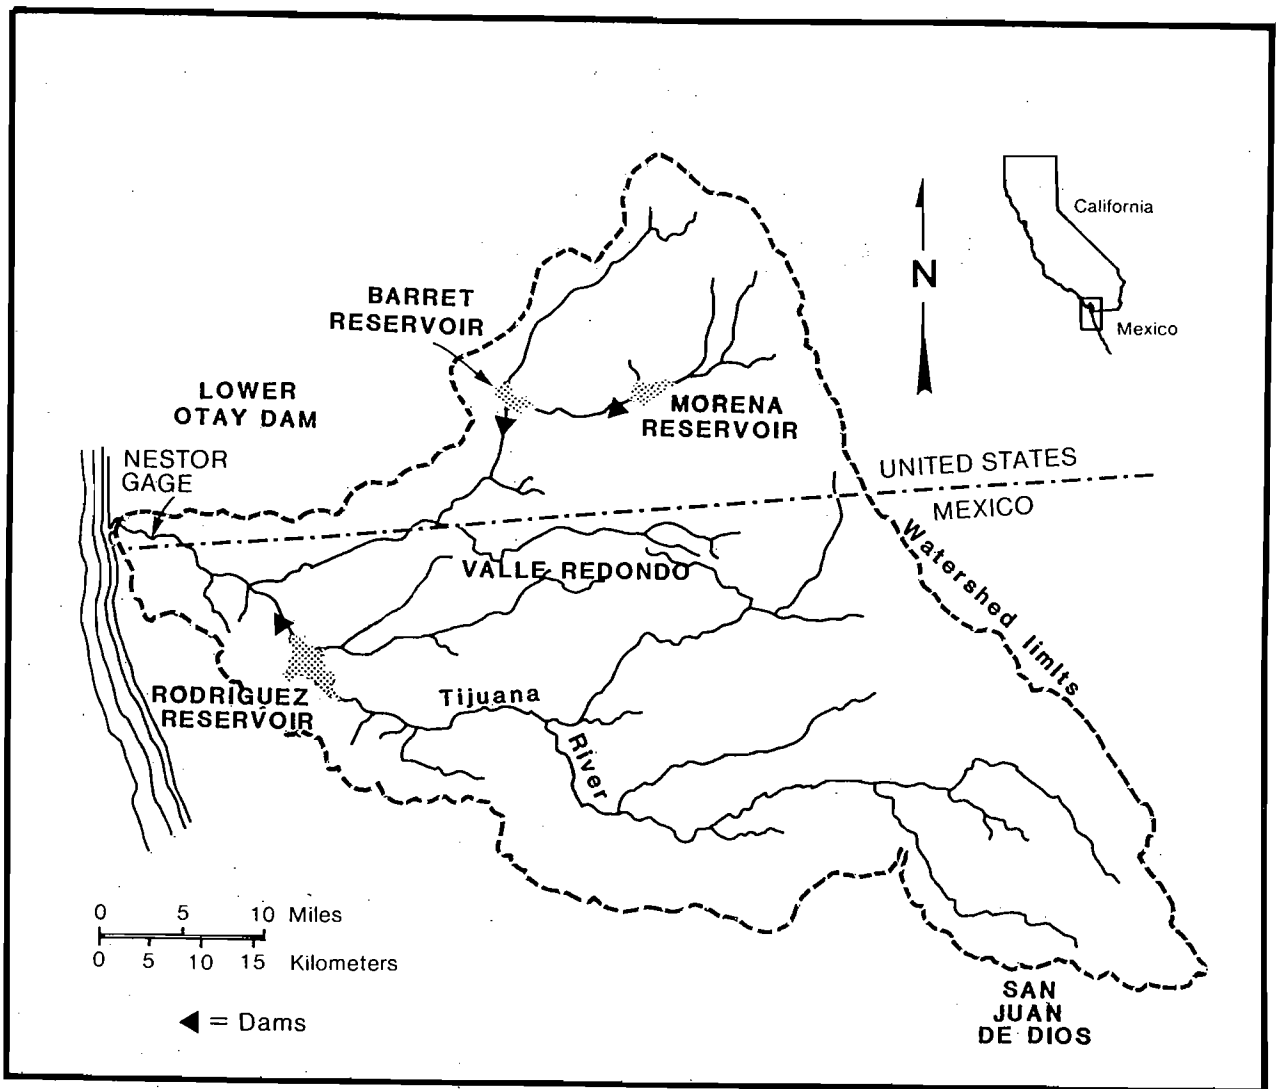 California
BARRET
RESERVOIR
N
Mexico
LOWER
OTAY DAM
MORENA
RESERVOIR
NESTOR
GAGE
UNITED STATES
MEXICO
Watershed limits
VALLE REDONDO
RODRIGUEZ
RESERVOIR
Tijuana
River
0 5 10 Miles
0 5 10 15 Kilometers
= Dams
SAN
JUAN
DE DIOS